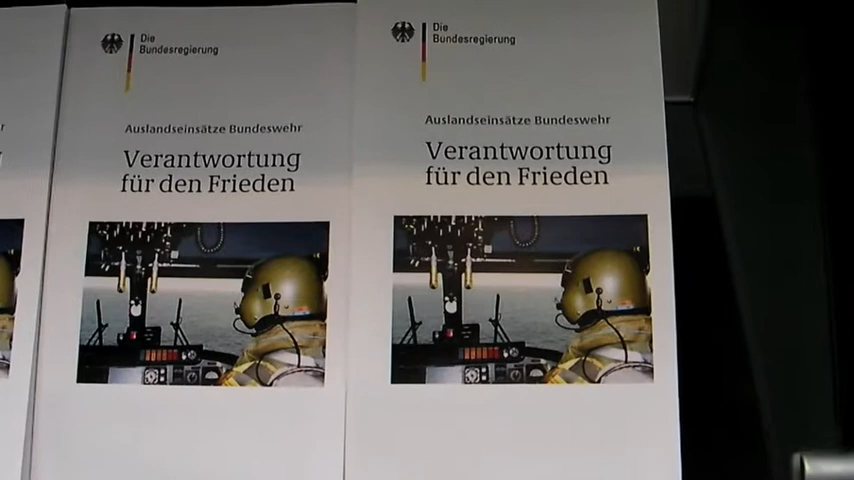 Die
Bundesregierung
Auslandseinsätze Bundeswehr
Verantwortung
für den Frieden
Die
Bundesregierung
Auslandseinsätze Bundeswehr
Verantwortung
für den Frieden